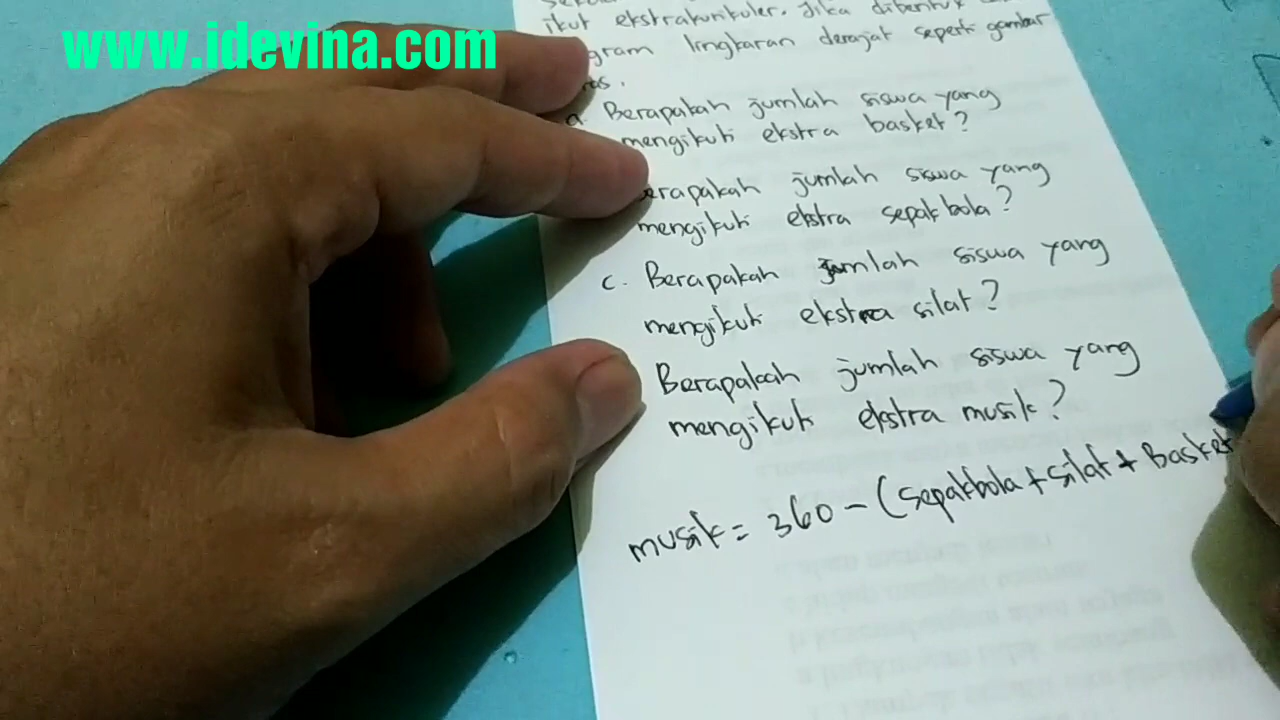 www.idevina.com
ikut ekstrakurikuler. Jika dibentuk
gram lingkaran derajat seperti gambar
a. Berapakah jumlah siswa yang
mengikuti ekstra basket?
erapakah jumlah siswa yang
mengikuti ekstra sepakbola?
c. Berapakah jumlah siswa yang
mengikuti ekstra silat?
Berapakah jumlah siswa yang
mengikuti ekstra musik?
musik = 360 - (sepakbola + silat + Basket